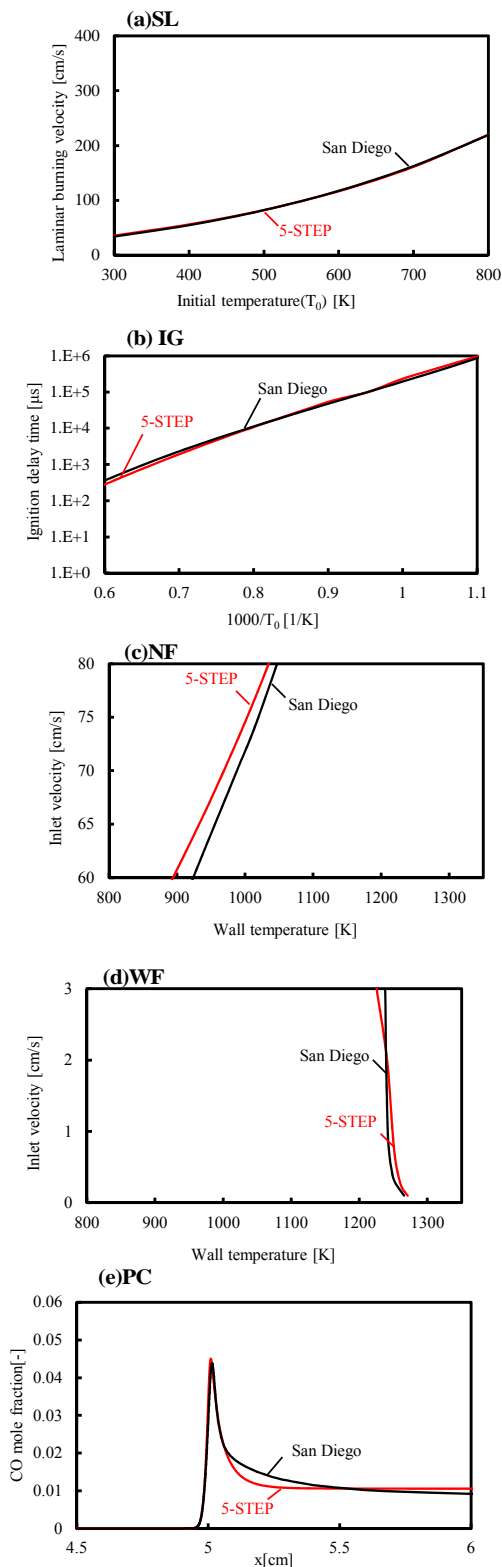 (a)SL
Laminar burning velocity [cm/s]
400
300
200
100
0
San Diego
5-STEP
300 400 500 600 700 800
Initial temperature(T0) [K]
(b) IG
Ignition delay time [μs]
1.E+6
1.E+5
1.E+4
1.E+3
1.E+2
1.E+1
1.E+0
San Diego
5-STEP
0.6 0.7 0.8 0.9 1 1.1
1000/T0 [1/K]
(c)NF
Inlet velocity [cm/s]
80
75
70
65
60
5-STEP
San Diego
800 900 1000 1100 1200 1300
Wall temperature [K]
(d)WF
Inlet velocity [cm/s]
3
2
1
0
San Diego
5-STEP
800 900 1000 1100 1200 1300
Wall temperature [K]
(e)PC
CO mole fraction[-]
0.06
0.05
0.04
0.03
0.02
0.01
0
San Diego
5-STEP
4.5 5 5.5 6
x[cm]